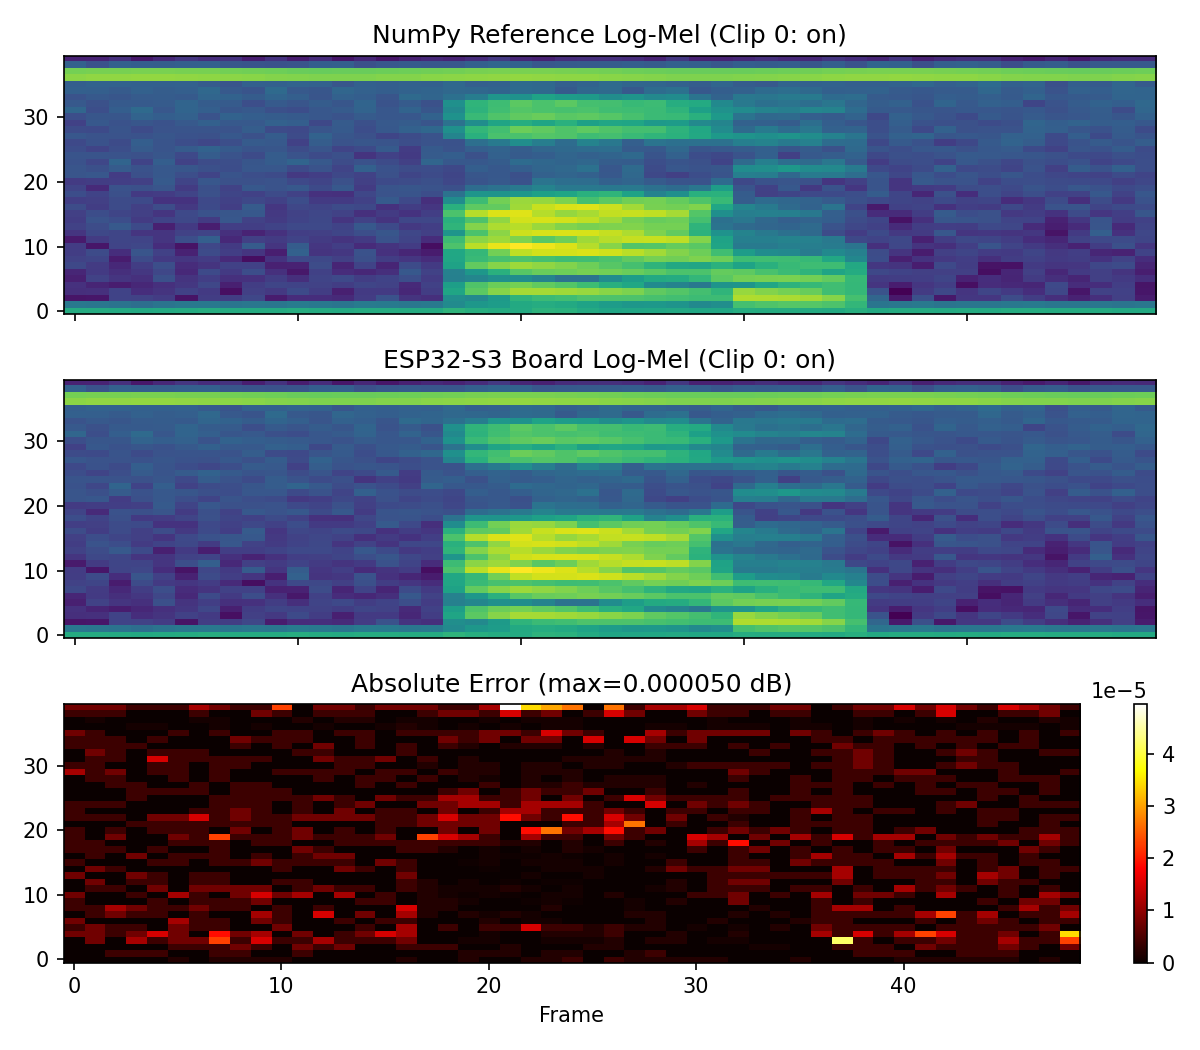 NumPy Reference Log-Mel (Clip 0: on)
30
20
10
0
ESP32-S3 Board Log-Mel (Clip 0: on)
30
20
10
0
Absolute Error (max=0.000050 dB)
1e−5
30
20
10
0
4
3
2
1
0
0 10 20 30 40
Frame